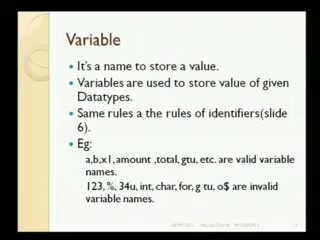 Variable
It's a name to store a value.
Variables are used to store value of given
Datatypes.
Same rules a the rules of identifiers(slide
6).
Eg:
a,b,x1,amount ,total, gtu, etc. are valid variable
names.
123, %, 34u, int, char, for, g tu, o$ are invalid
variable names.